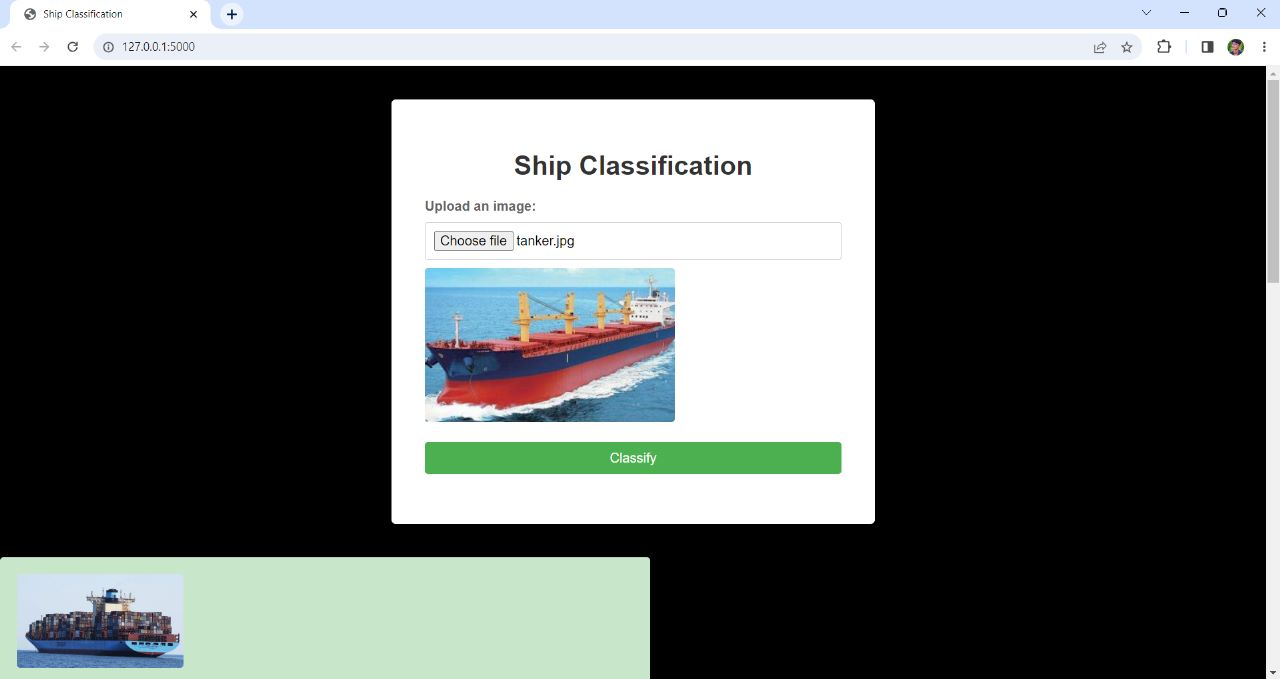 Ship Classification
127.0.0.1:5000
Ship Classification
Upload an image:
Choose file tanker.jpg
Classify